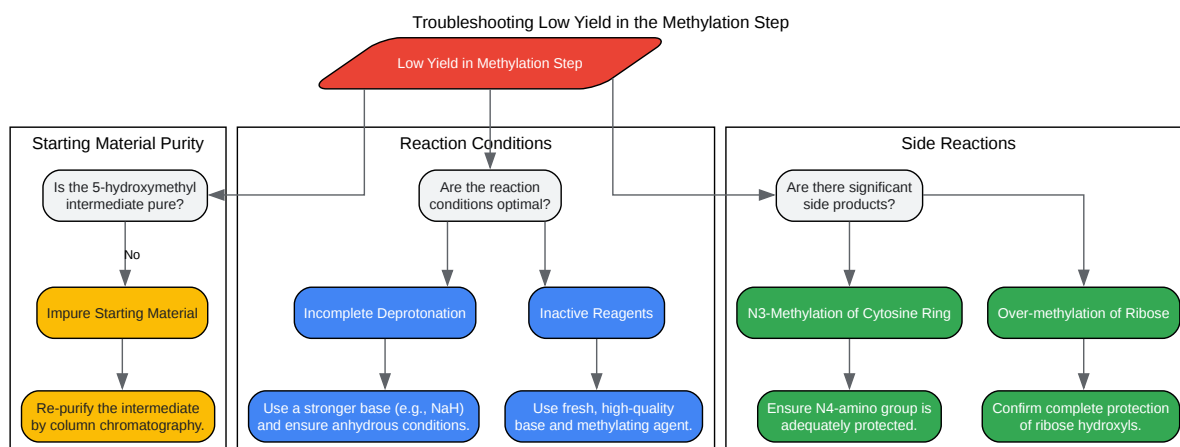 Troubleshooting Low Yield in the Methylation Step
Low Yield in Methylation Step
Starting Material Purity
Is the 5-hydroxymethyl
intermediate pure?
No
Impure Starting Material
Re-purify the intermediate
by column chromatography.
Reaction Conditions
Are the reaction
conditions optimal?
Incomplete Deprotonation
Inactive Reagents
Use a stronger base (e.g., NaH)
and ensure anhydrous conditions.
Use fresh, high-quality
base and methylating agent.
Side Reactions
Are there significant
side products?
N3-Methylation of Cytosine Ring
Over-methylation of Ribose
Ensure N4-amino group is
adequately protected.
Confirm complete protection
of ribose hydroxyls.